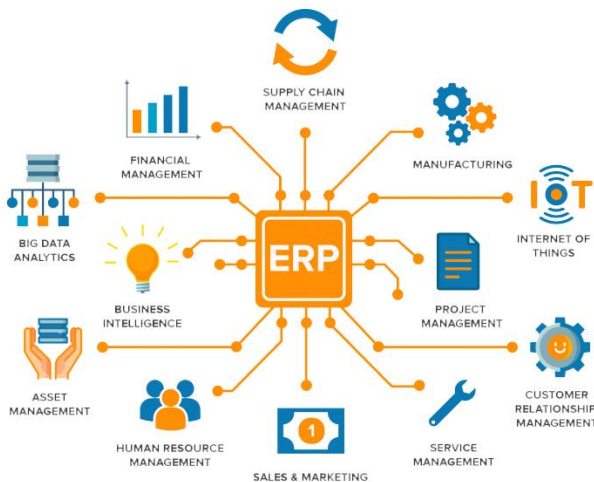 SUPPLY CHAIN
MANAGEMENT
FINANCIAL
MANAGEMENT
MANUFACTURING
BIG DATA
ANALYTICS
IOT
INTERNET OF
THINGS
ERP
BUSINESS
INTELLIGENCE
PROJECT
MANAGEMENT
ASSET
MANAGEMENT
CUSTOMER
RELATIONSHIP
MANAGEMENT
HUMAN RESOURCE
MANAGEMENT
1
SALES & MARKETING
SERVICE
MANAGEMENT